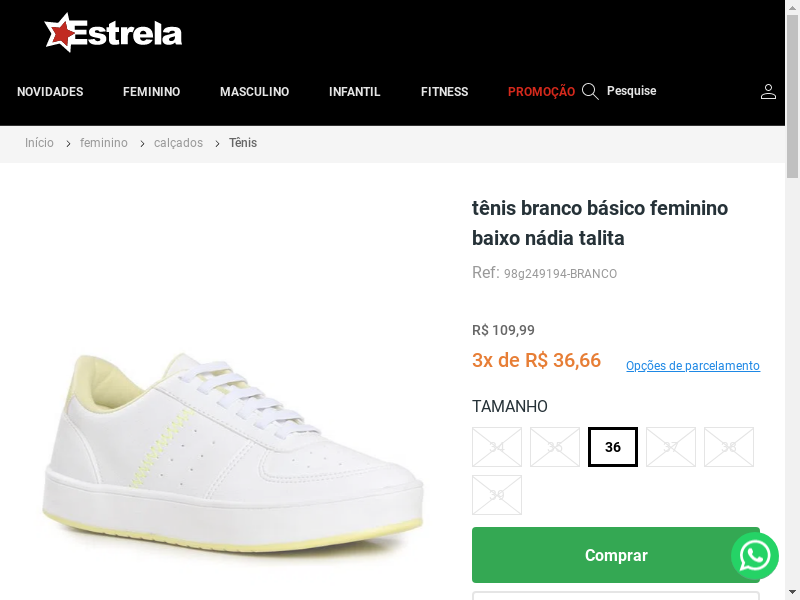 Estrela
NOVIDADES FEMININO MASCULINO INFANTIL FITNESS PROMOÇÃO Pesquise
Início feminino calçados Tênis
tênis branco básico feminino
baixo nádia talita
Ref: 98g249194-BRANCO
R$ 109,99
3x de R$ 36,66 Opções de parcelamento
TAMANHO
34 35 36 37 38
39
Comprar